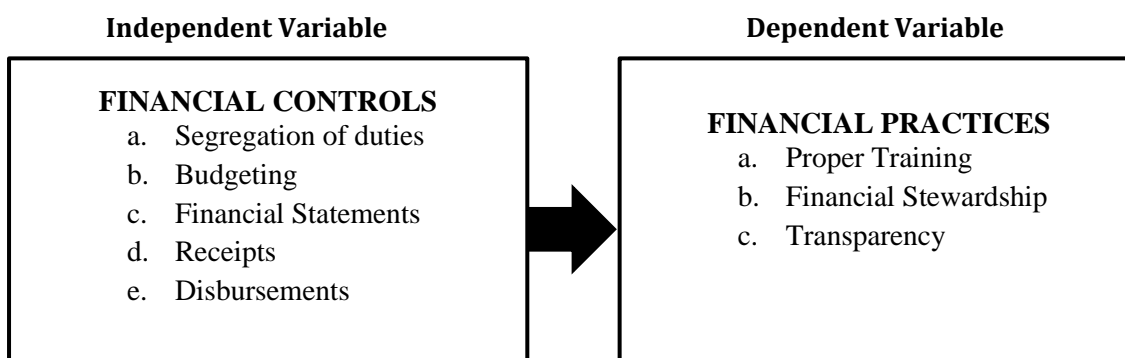 Independent Variable
FINANCIAL CONTROLS
a. Segregation of duties
b. Budgeting
c. Financial Statements
d. Receipts
e. Disbursements
Dependent Variable
FINANCIAL PRACTICES
a. Proper Training
b. Financial Stewardship
c. Transparency